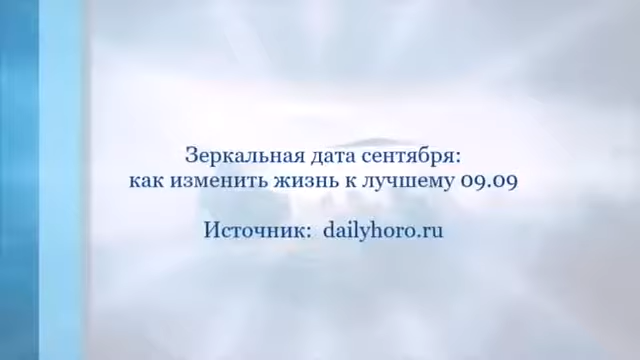 Зеркальная дата сентября:
как изменить жизнь к лучшему 09.09
Источник: dailyhoro.ru